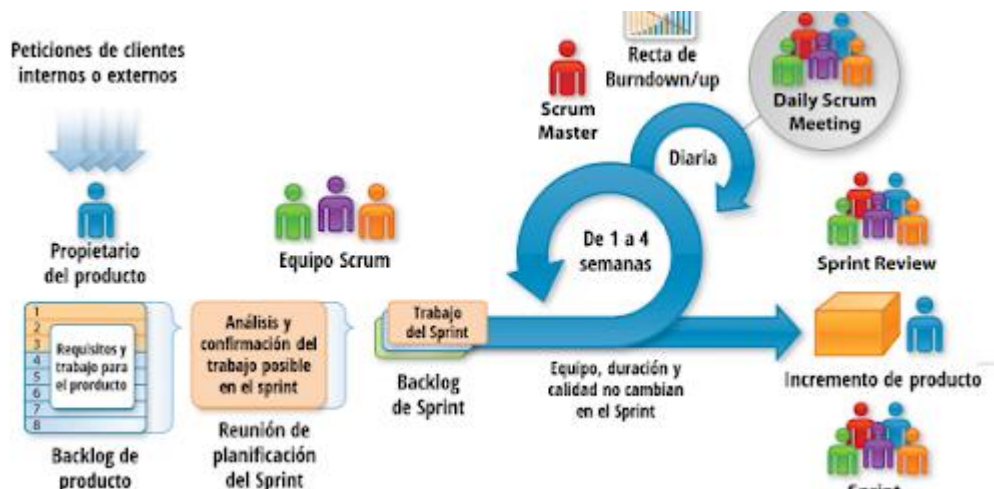 Peticiones de clientes
internos o externos
Propietario
del producto
1
2
3
4
5
6
7
8
Requisitos y
trabajo para
el prorducto
Backlog de
producto
Equipo Scrum
Análisis y
confirmación del
trabajo posible
en el sprint
Reunión de
planificación
del Sprint
Trabajo
del Sprint
Backlog
de Sprint
Scrum
Master
Recta de
Burndown/up
Diaria
Daily Scrum
Meeting
De 1 a 4
semanas
Equipo, duración y
calidad no cambian
en el Sprint
Sprint Review
Incremento de producto
Sprint